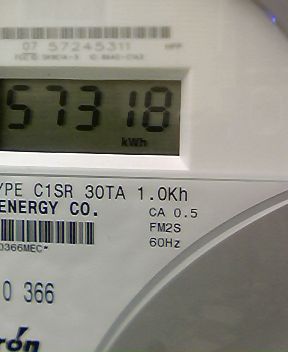 07 57245311
57318
kWh
YPE C1SR 30TA 1.0Kh
ENERGY CO.
CA 0.5
FM2S
60Hz
0366MEC*
0 366
rón